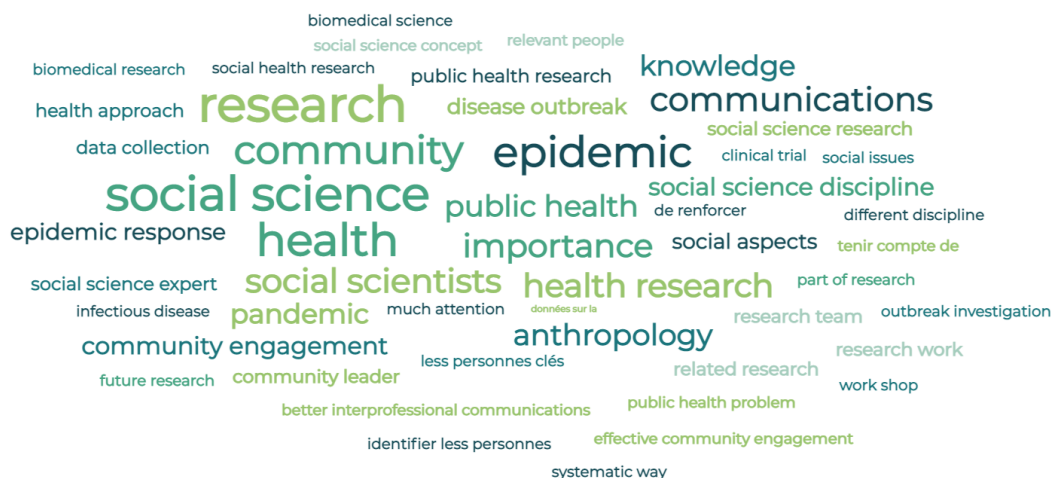 biomedical science
social science concept
relevant people
biomedical research
social health research
public health research
knowledge
health approach
research
disease outbreak
communications
social science research
data collection
community
epidemic
clinical trial
social issues
social science
public health
social science discipline
de renforcer
different discipline
epidemic response
health
importance
social aspects
tenir compte de
social science expert
social scientists
health research
part of research
infectious disease
pandemic
much attention
données sur la
anthropology
research team
outbreak investigation
community engagement
less personnes clés
related research
research work
future research
community leader
work shop
better interprofessional communications
public health problem
identifier less personnes
effective community engagement
systematic way